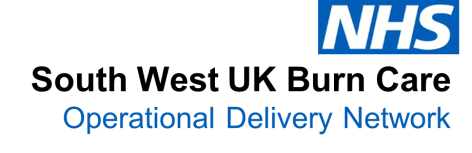 NHS
South West UK Burn Care
Operational Delivery Network